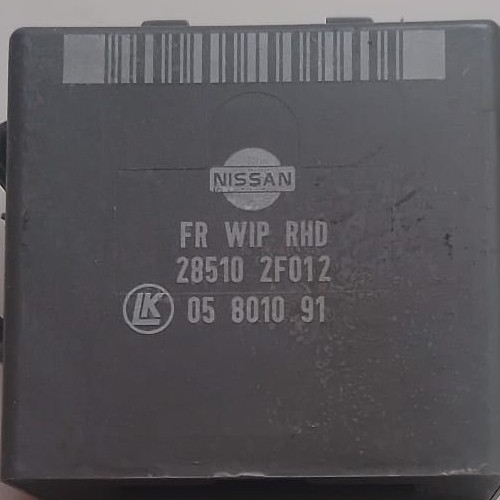 NISSAN
FR WIP RHD
28510 2F012
LK 05 8010 91